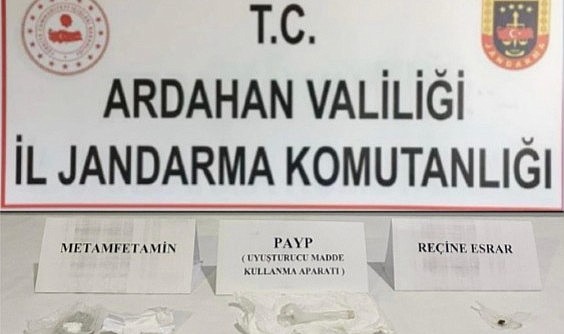 T.C.
ARDAHAN VALİLİĞİ
İL JANDARMA KOMUTANLIĞI
JANDARMA
METAMFETAMİN
PAYP
( UYUŞTURUCU MADDE
KULLANMA APARATI )
REÇİNE ESRAR